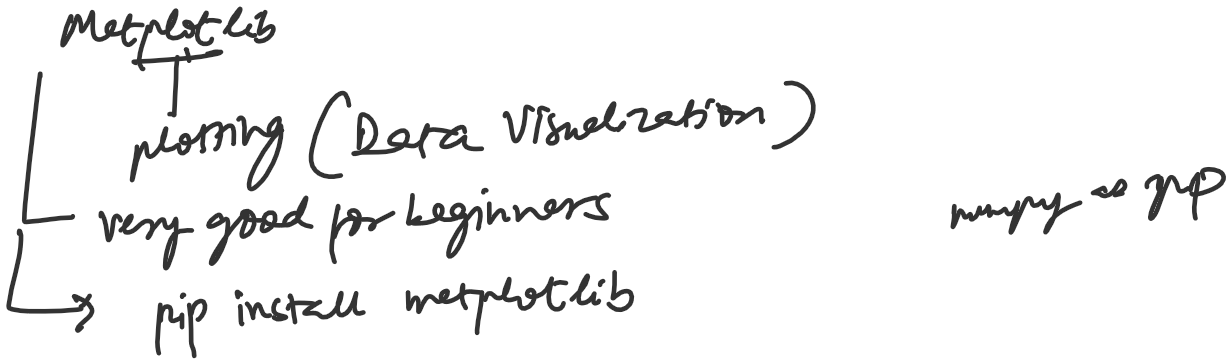 Metplotlib
plotting (Data Visualization)
very good for beginners
numpy as np
pip install metplotlib